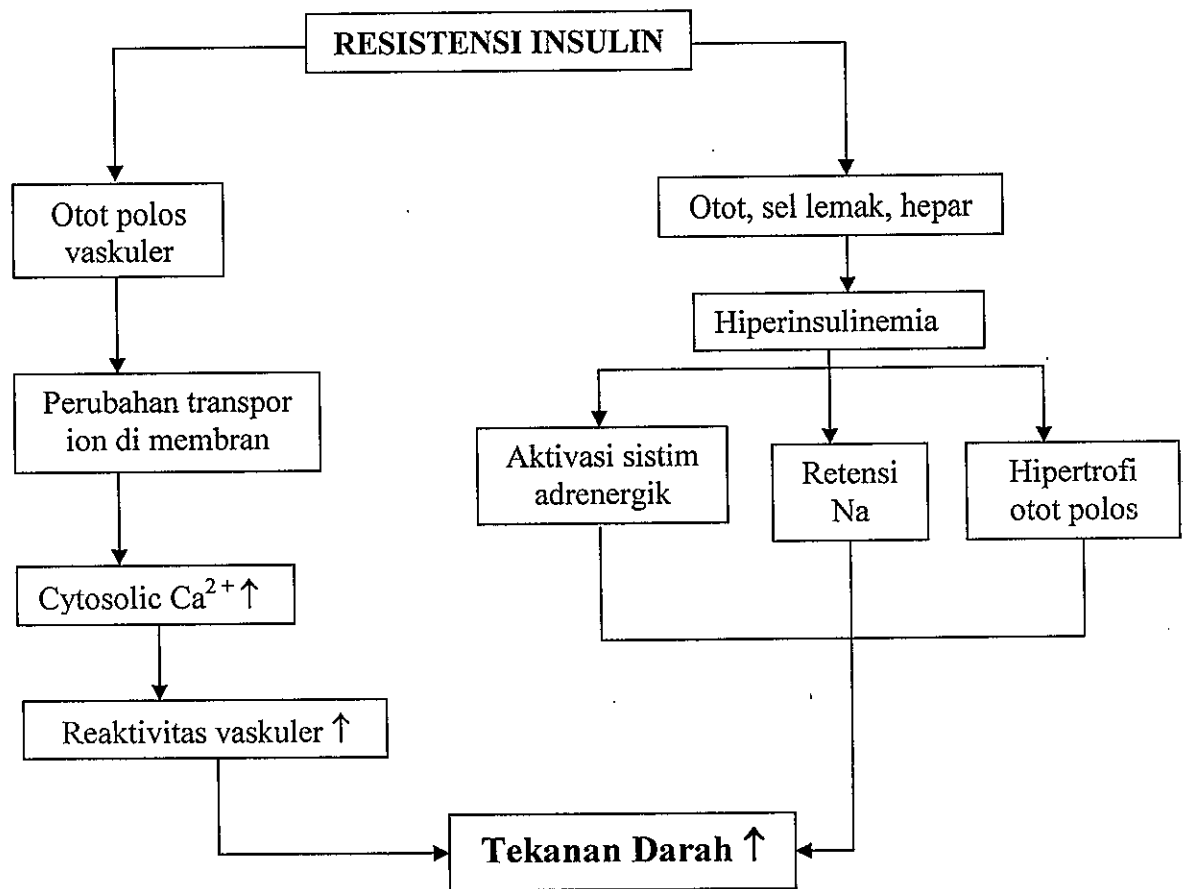 RESISTENSI INSULIN
Otot polos
vaskuler
Otot, sel lemak, hepar
Hiperinsulinemia
Perubahan transpor
ion di membran
Aktivasi sistim
adrenergik
Retensi
Na
Hipertrofi
otot polos
Cytosolic Ca²⁺ ↑
Reaktivitas vaskuler ↑
Tekanan Darah ↑